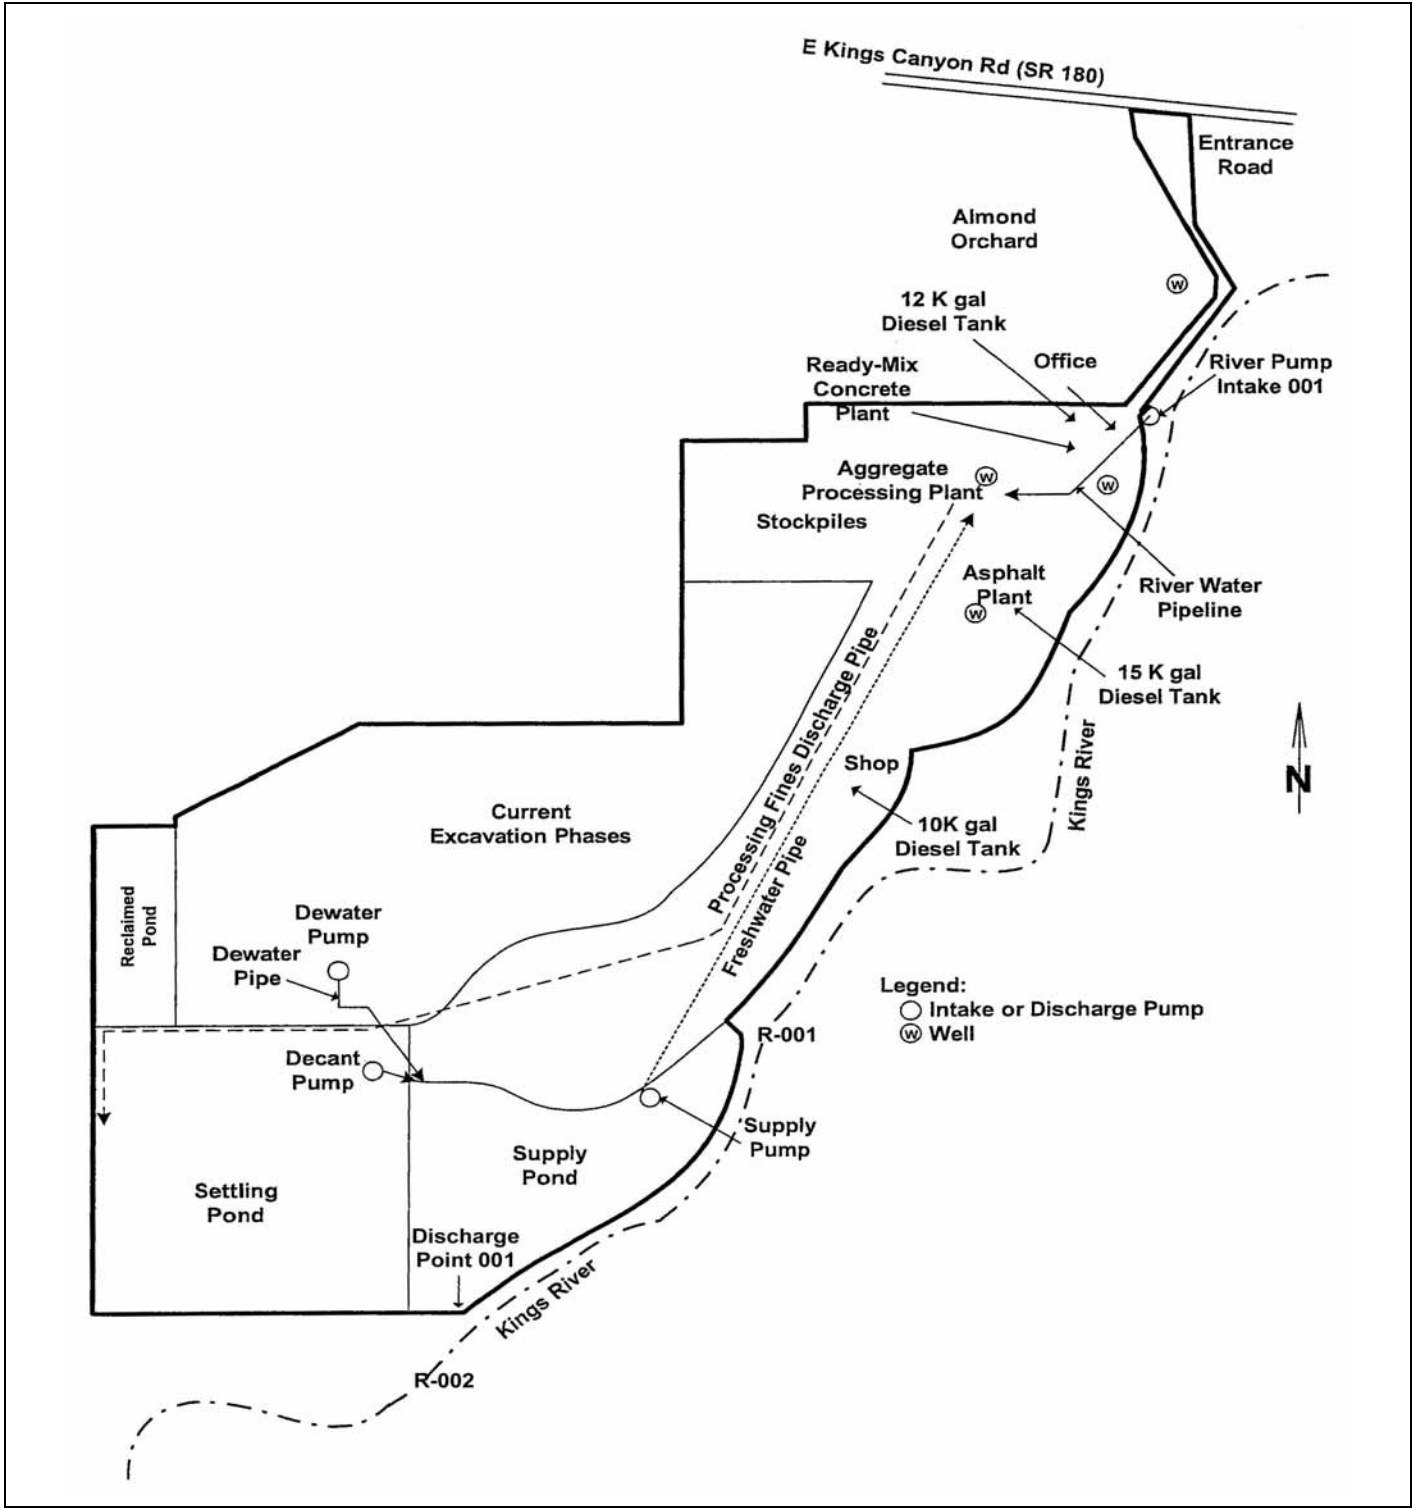 E Kings Canyon Rd (SR 180)
Entrance
Road
Almond
Orchard
W
12 K gal
Diesel Tank
Office
River Pump
Intake 001
Ready-Mix
Concrete
Plant
Aggregate
Processing Plant
W
W
Stockpiles
Asphalt
Plant
W
River Water
Pipeline
15 K gal
Diesel Tank
Kings River
N
Processing Fines Discharge Pipe
Freshwater Pipe
Shop
10K gal
Diesel Tank
Current
Excavation Phases
Reclaimed
Pond
Dewater
Pump
Dewater
Pipe
Legend:
Intake or Discharge Pump
W Well
R-001
Decant
Pump
Supply
Pump
Supply
Pond
Settling
Pond
Discharge
Point 001
Kings River
R-002